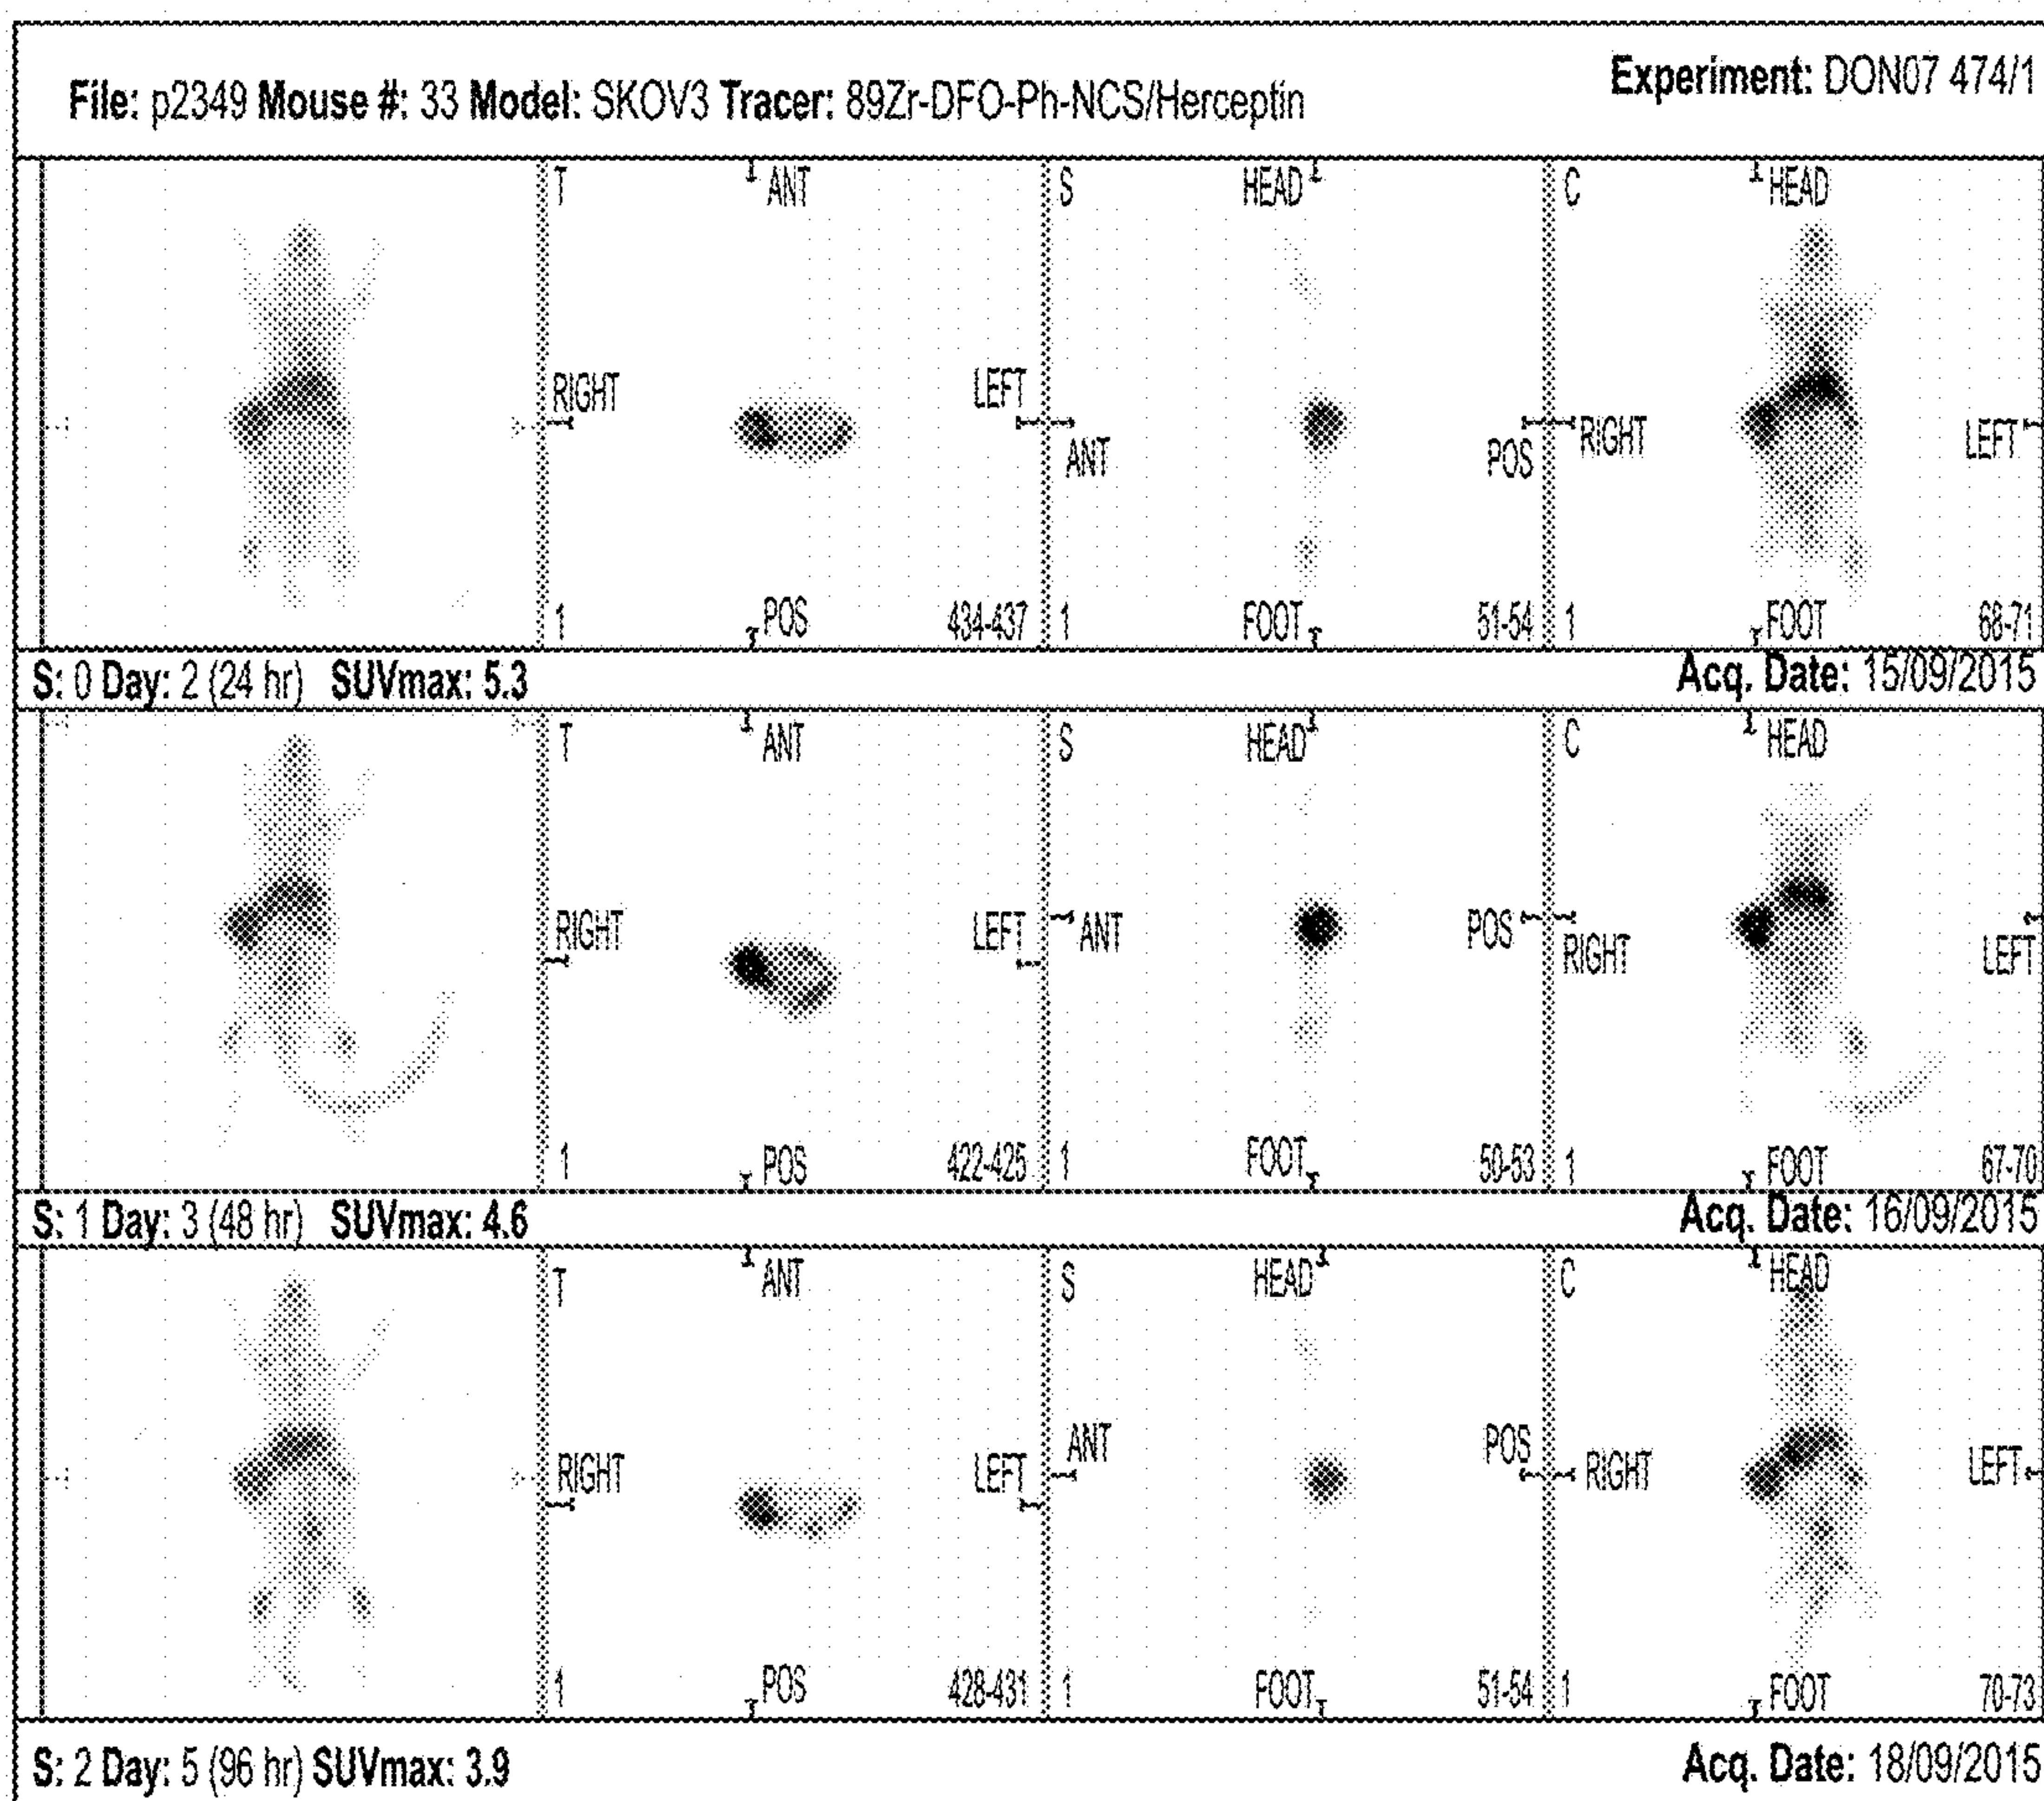 File: p2349 Mouse #: 33 Model: SKOV3 Tracer: 89Zr-DFO-Ph-NCS/Herceptin
Experiment: DON07 474/1
T ANT S HEAD C HEAD
RIGHT LEFT ANT POS RIGHT LEFT
1 POS 434-437 1 FOOT 51-54 1 FOOT 68-71
S: 0 Day: 2 (24 hr) SUVmax: 5.3 Acq. Date: 15/09/2015
T ANT S HEAD C HEAD
RIGHT LEFT ANT POS RIGHT LEFT
1 POS 422-425 1 FOOT 50-53 1 FOOT 67-70
S: 1 Day: 3 (48 hr) SUVmax: 4.6 Acq. Date: 16/09/2015
T ANT S HEAD C HEAD
RIGHT LEFT ANT POS RIGHT LEFT
1 POS 428-431 1 FOOT 51-54 1 FOOT 70-73
S: 2 Day: 5 (96 hr) SUVmax: 3.9 Acq. Date: 18/09/2015